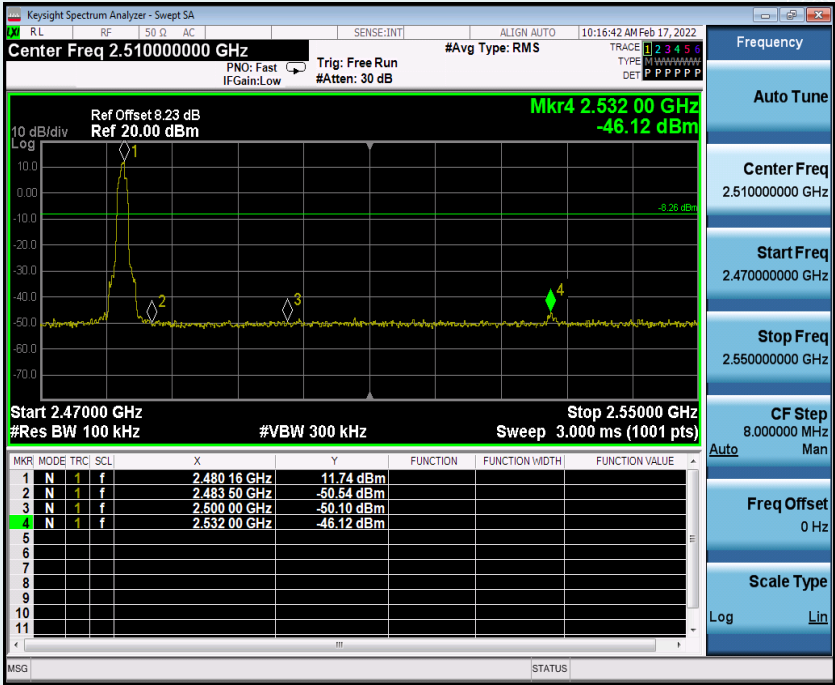 Keysight Spectrum Analyzer - Swept SA
LXI RL RF 50 Ω AC SENSE:INT ALIGN AUTO 10:16:42 AM Feb 17, 2022
Center Freq 2.510000000 GHz #Avg Type: RMS TRACE 1 2 3 4 5 6
PNO: Fast Trig: Free Run TYPE M W W W W W
IFGain:Low #Atten: 30 dB DET P P P P P P
Mkr4 2.532 00 GHz
-46.12 dBm
Ref Offset 8.23 dB
10 dB/div Ref 20.00 dBm
Log
10.0
0.00
-10.0
-20.0
-30.0
-40.0
-50.0
-60.0
-70.0
1
2
3
4
-8.26 dBm
Start 2.47000 GHz Stop 2.55000 GHz
#Res BW 100 kHz #VBW 300 kHz Sweep 3.000 ms (1001 pts)
MKR MODE TRC SCL X Y FUNCTION FUNCTION WIDTH FUNCTION VALUE
1 N 1 f 2.480 16 GHz 11.74 dBm
2 N 1 f 2.483 50 GHz -50.54 dBm
3 N 1 f 2.500 00 GHz -50.10 dBm
4 N 1 f 2.532 00 GHz -46.12 dBm
5
6
7
8
9
10
11
MSG STATUS
Frequency
Auto Tune
Center Freq
2.510000000 GHz
Start Freq
2.470000000 GHz
Stop Freq
2.550000000 GHz
CF Step
8.000000 MHz
Auto Man
Freq Offset
0 Hz
Scale Type
Log Lin